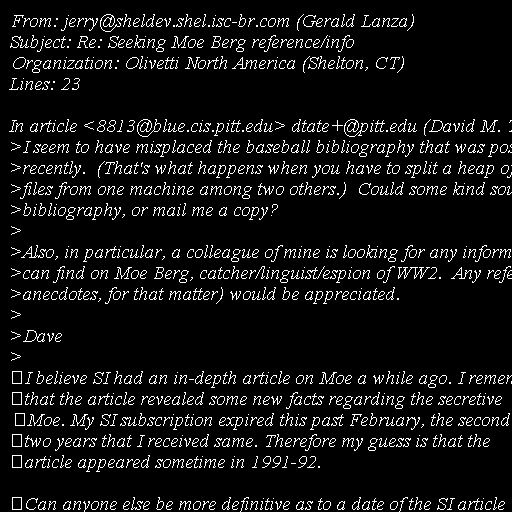 From: jerry@sheldev.shel.isc-br.com (Gerald Lanza)
Subject: Re: Seeking Moe Berg reference/info
Organization: Olivetti North America (Shelton, CT)
Lines: 23

In article <8813@blue.cis.pitt.edu> dtate+@pitt.edu (David M. T
>I seem to have misplaced the baseball bibliography that was pos
>recently.  (That's what happens when you have to split a heap of
>files from one machine among two others.)  Could some kind sou
>bibliography, or mail me a copy?
>
>Also, in particular, a colleague of mine is looking for any inform
>can find on Moe Berg, catcher/linguist/espion of WW2.  Any refe
>anecdotes, for that matter) would be appreciated.
>
>Dave
>
I believe SI had an in-depth article on Moe a while ago. I remem
that the article revealed some new facts regarding the secretive
Moe. My SI subscription expired this past February, the second
two years that I received same. Therefore my guess is that the
article appeared sometime in 1991-92.

Can anyone else be more definitive as to a date of the SI article